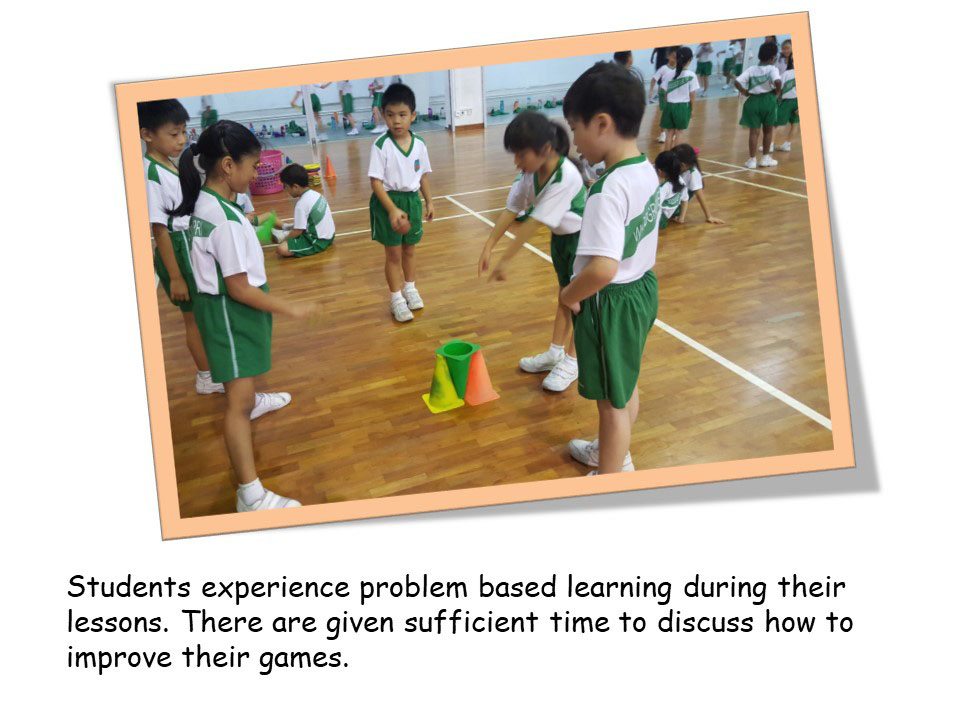 Students experience problem based learning during their
lessons. There are given sufficient time to discuss how to
improve their games.